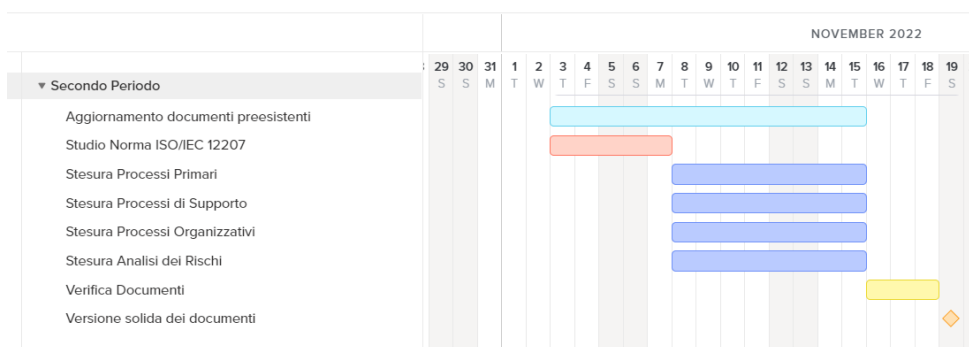 NOVEMBER 2022
29 30 31 1 2 3 4 5 6 7 8 9 10 11 12 13 14 15 16 17 18 19
S S M T W T F S S M T W T F S S M T W T F S
Secondo Periodo
Aggiornamento documenti preesistenti
Studio Norma ISO/IEC 12207
Stesura Processi Primari
Stesura Processi di Supporto
Stesura Processi Organizzativi
Stesura Analisi dei Rischi
Verifica Documenti
Versione solida dei documenti